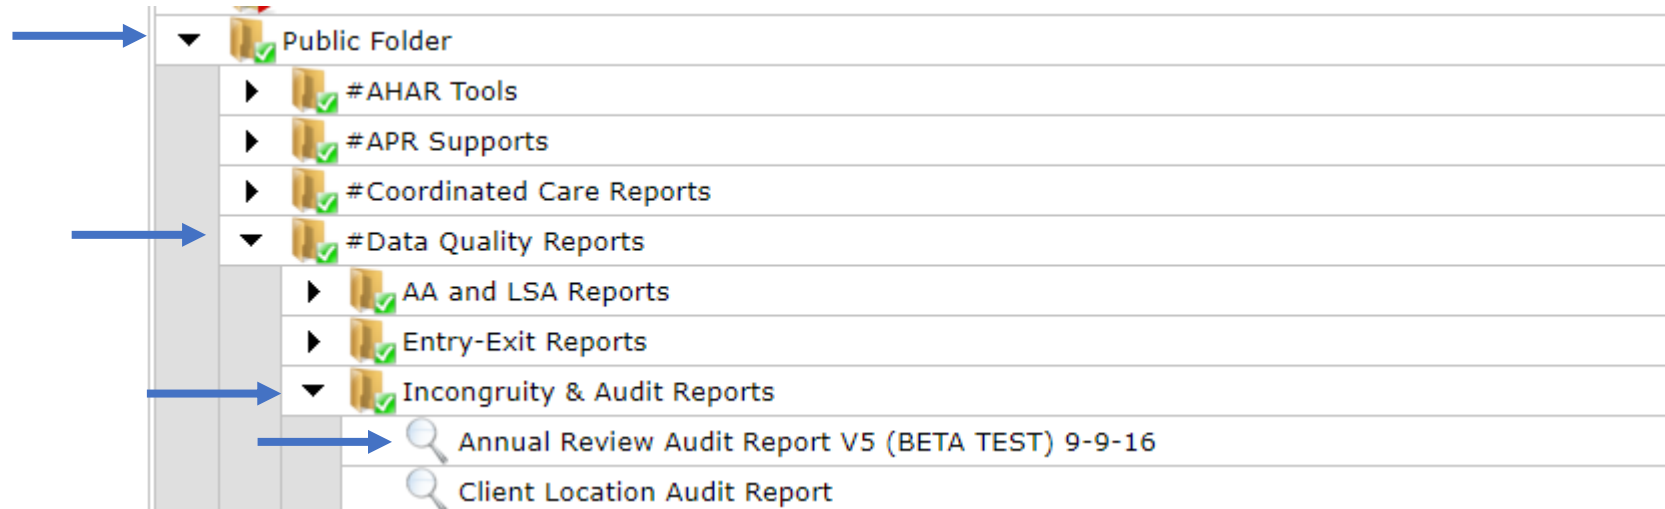 Public Folder
#AHAR Tools
#APR Supports
#Coordinated Care Reports
#Data Quality Reports
AA and LSA Reports
Entry-Exit Reports
Incongruity & Audit Reports
Annual Review Audit Report V5 (BETA TEST) 9-9-16
Client Location Audit Report